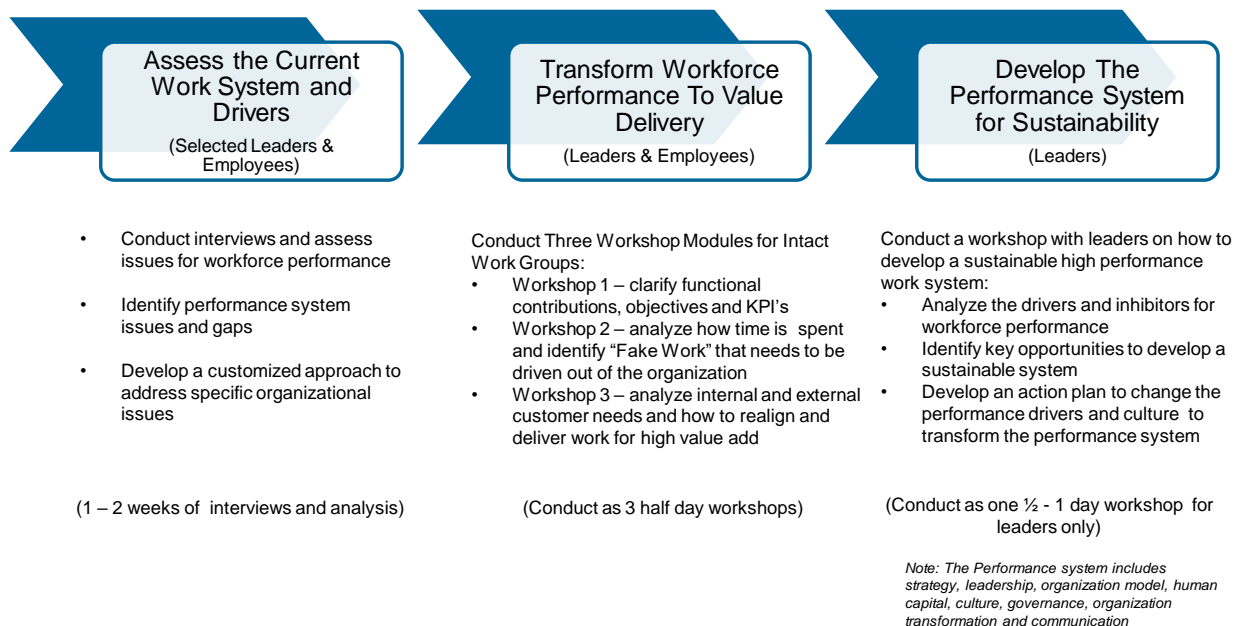 Assess the Current
Work System and
Drivers
(Selected Leaders &
Employees)
Transform Workforce
Performance To Value
Delivery
(Leaders & Employees)
Develop The
Performance System
for Sustainability
(Leaders)
• Conduct interviews and assess
issues for workforce performance
• Identify performance system
issues and gaps
• Develop a customized approach to
address specific organizational
issues
(1 – 2 weeks of interviews and analysis)
Conduct Three Workshop Modules for Intact
Work Groups:
• Workshop 1 – clarify functional
contributions, objectives and KPI's
• Workshop 2 – analyze how time is spent
and identify “Fake Work” that needs to be
driven out of the organization
• Workshop 3 – analyze internal and external
customer needs and how to realign and
deliver work for high value add
(Conduct as 3 half day workshops)
Conduct a workshop with leaders on how to
develop a sustainable high performance
work system:
• Analyze the drivers and inhibitors for
workforce performance
• Identify key opportunities to develop a
sustainable system
• Develop an action plan to change the
performance drivers and culture to
transform the performance system
(Conduct as one ½ - 1 day workshop for
leaders only)
Note: The Performance system includes
strategy, leadership, organization model, human
capital, culture, governance, organization
transformation and communication